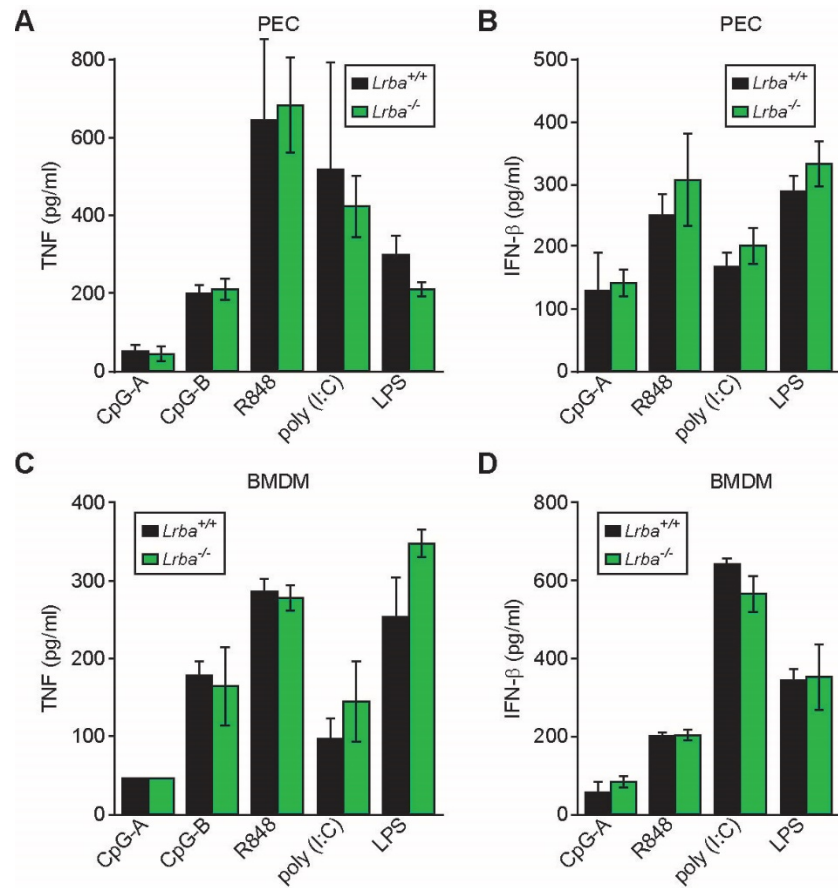 A
PEC
TNF (pg/ml)
800
600
400
200
0
Lrba+/+
Lrba-/-
CpG-A
CpG-B
R848
poly (I:C)
LPS
B
PEC
IFN-β (pg/ml)
500
400
300
200
100
0
Lrba+/+
Lrba-/-
CpG-A
R848
poly (I:C)
LPS
C
BMDM
TNF (pg/ml)
400
300
200
100
0
Lrba+/+
Lrba-/-
CpG-A
CpG-B
R848
poly (I:C)
LPS
D
BMDM
IFN-β (pg/ml)
800
600
400
200
0
Lrba+/+
Lrba-/-
CpG-A
R848
poly (I:C)
LPS